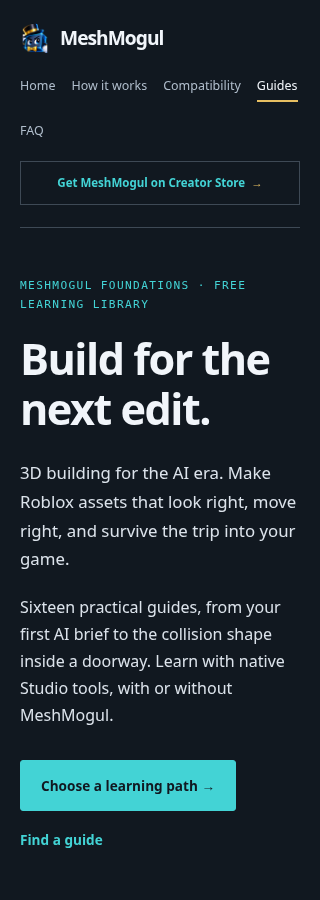 MeshMogul
Home How it works Compatibility Guides
FAQ
Get MeshMogul on Creator Store →
MESHMOGUL FOUNDATIONS · FREE
LEARNING LIBRARY
Build for the
next edit.
3D building for the AI era. Make
Roblox assets that look right, move
right, and survive the trip into your
game.
Sixteen practical guides, from your
first AI brief to the collision shape
inside a doorway. Learn with native
Studio tools, with or without
MeshMogul.
Choose a learning path →
Find a guide